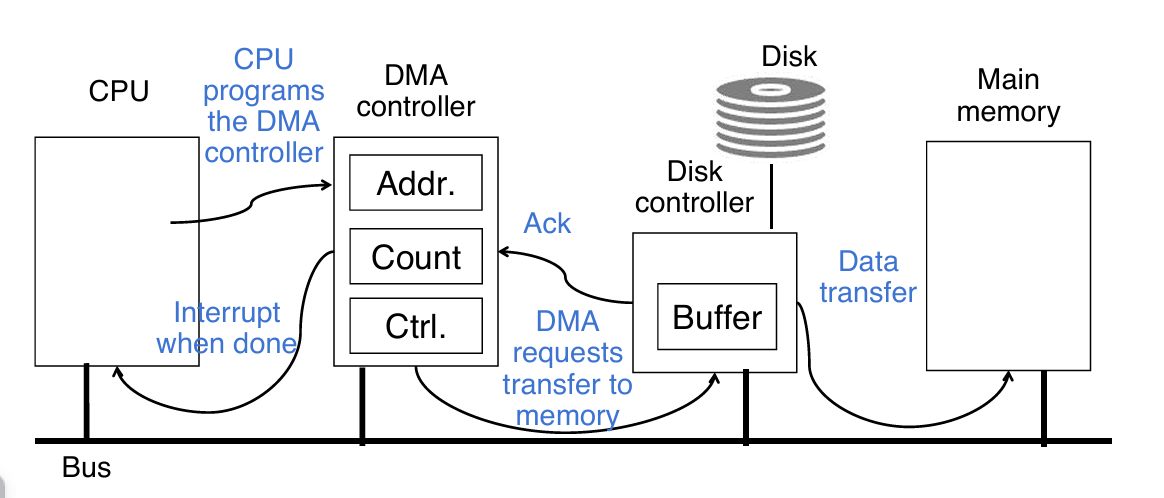 CPU
CPU
programs
the DMA
controller
DMA
controller
Disk
Main
memory
Addr.
Count
Ctrl.
Disk
controller
Ack
Buffer
Data
transfer
Interrupt
when done
DMA
requests
transfer to
memory
Bus